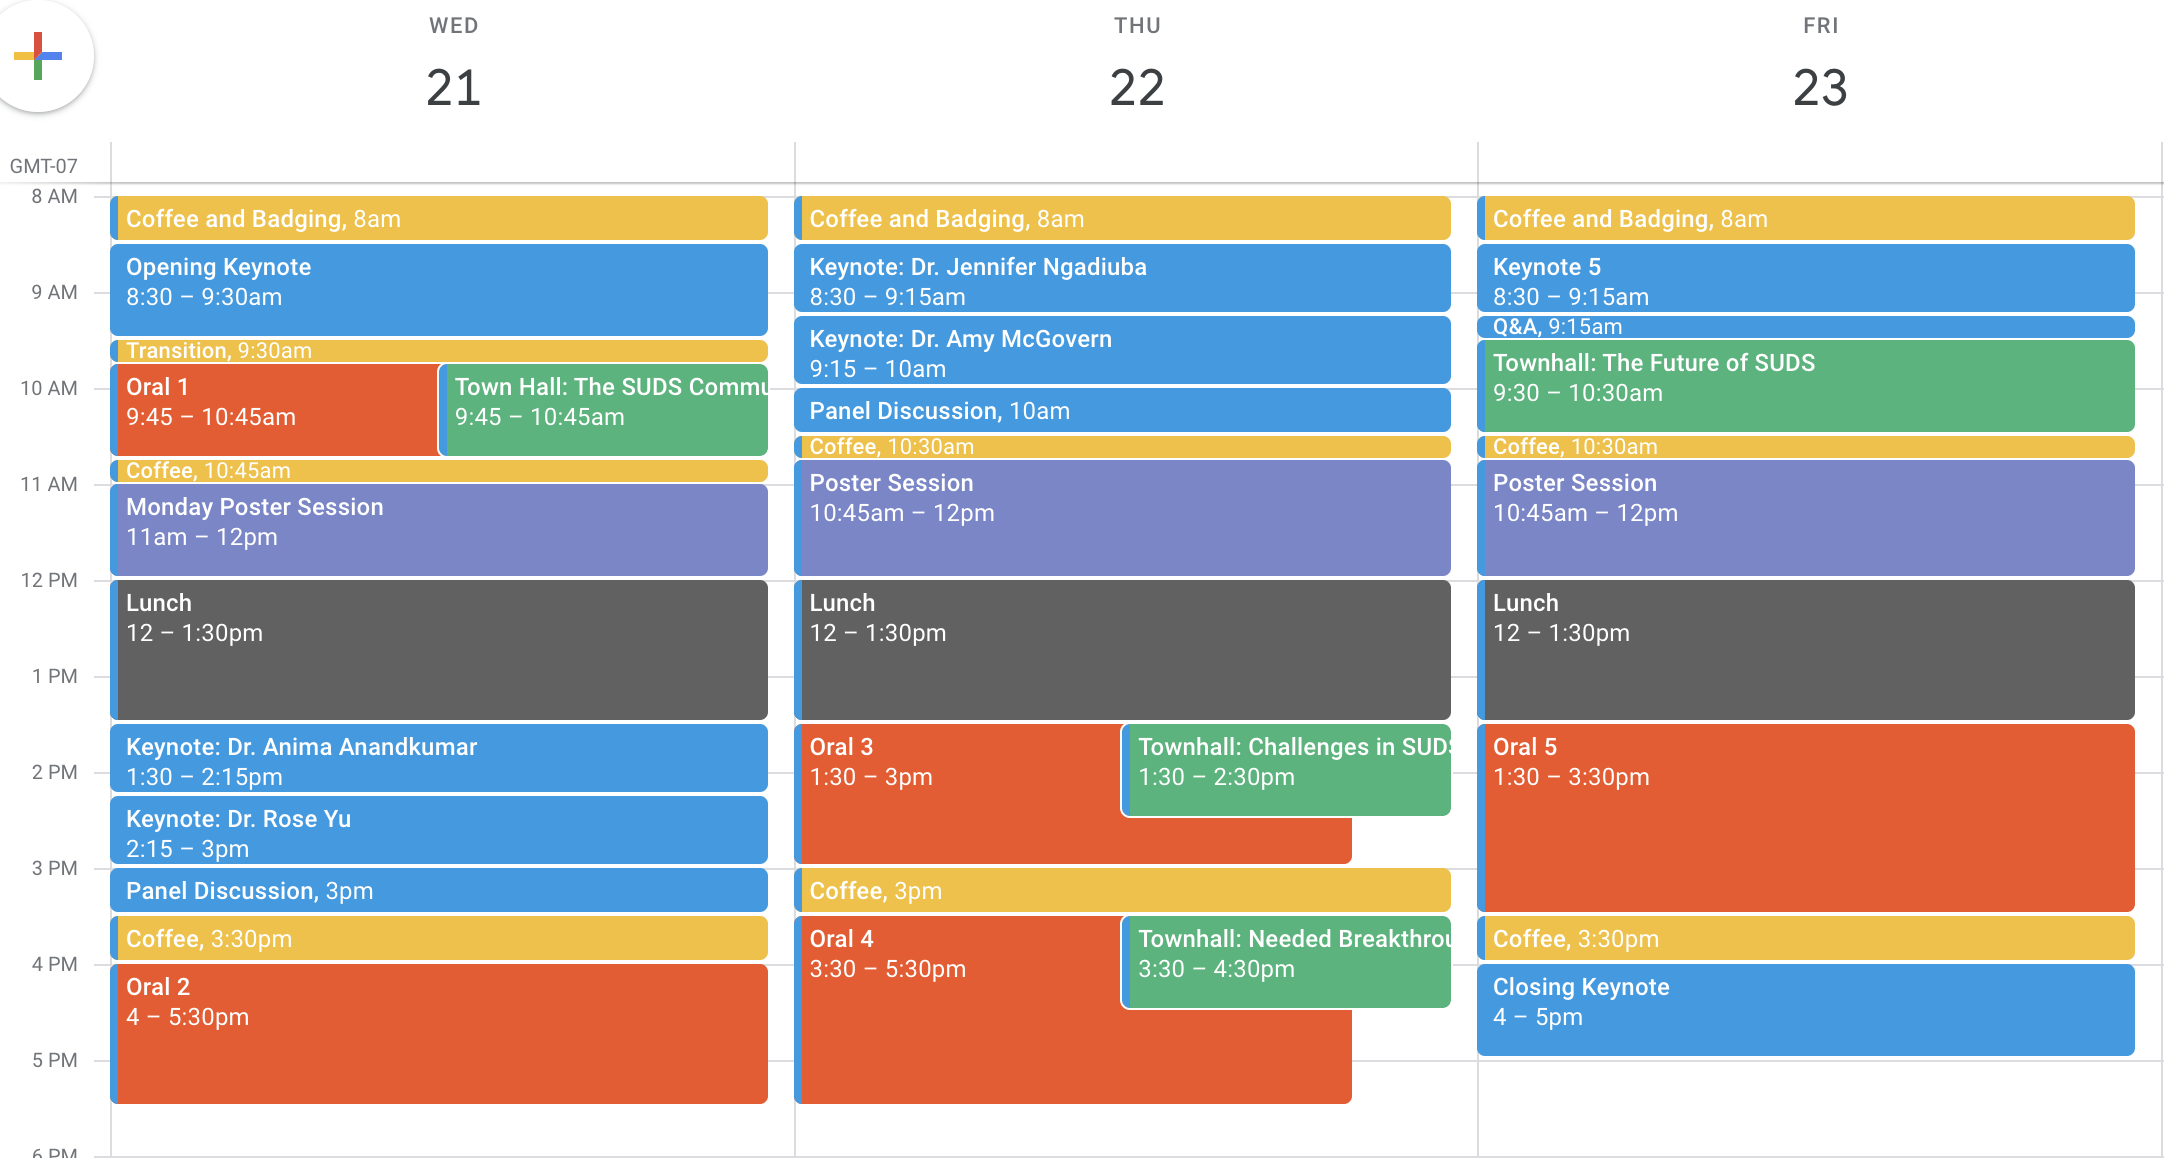 WED
21
THU
22
FRI
23
GMT-07
8 AM
9 AM
10 AM
11 AM
12 PM
1 PM
2 PM
3 PM
4 PM
5 PM
6 PM
Coffee and Badging, 8am
Opening Keynote
8:30 – 9:30am
Transition, 9:30am
Oral 1
9:45 – 10:45am
Town Hall: The SUDS Commu
9:45 – 10:45am
Coffee, 10:45am
Monday Poster Session
11am – 12pm
Lunch
12 – 1:30pm
Keynote: Dr. Anima Anandkumar
1:30 – 2:15pm
Keynote: Dr. Rose Yu
2:15 – 3pm
Panel Discussion, 3pm
Coffee, 3:30pm
Oral 2
4 – 5:30pm
Coffee and Badging, 8am
Keynote: Dr. Jennifer Ngadiuba
8:30 – 9:15am
Keynote: Dr. Amy McGovern
9:15 – 10am
Panel Discussion, 10am
Coffee, 10:30am
Poster Session
10:45am – 12pm
Lunch
12 – 1:30pm
Oral 3
1:30 – 3pm
Townhall: Challenges in SUDS
1:30 – 2:30pm
Coffee, 3pm
Oral 4
3:30 – 5:30pm
Townhall: Needed Breakthrou
3:30 – 4:30pm
Coffee and Badging, 8am
Keynote 5
8:30 – 9:15am
Q&A, 9:15am
Townhall: The Future of SUDS
9:30 – 10:30am
Coffee, 10:30am
Poster Session
10:45am – 12pm
Lunch
12 – 1:30pm
Oral 5
1:30 – 3:30pm
Coffee, 3:30pm
Closing Keynote
4 – 5pm